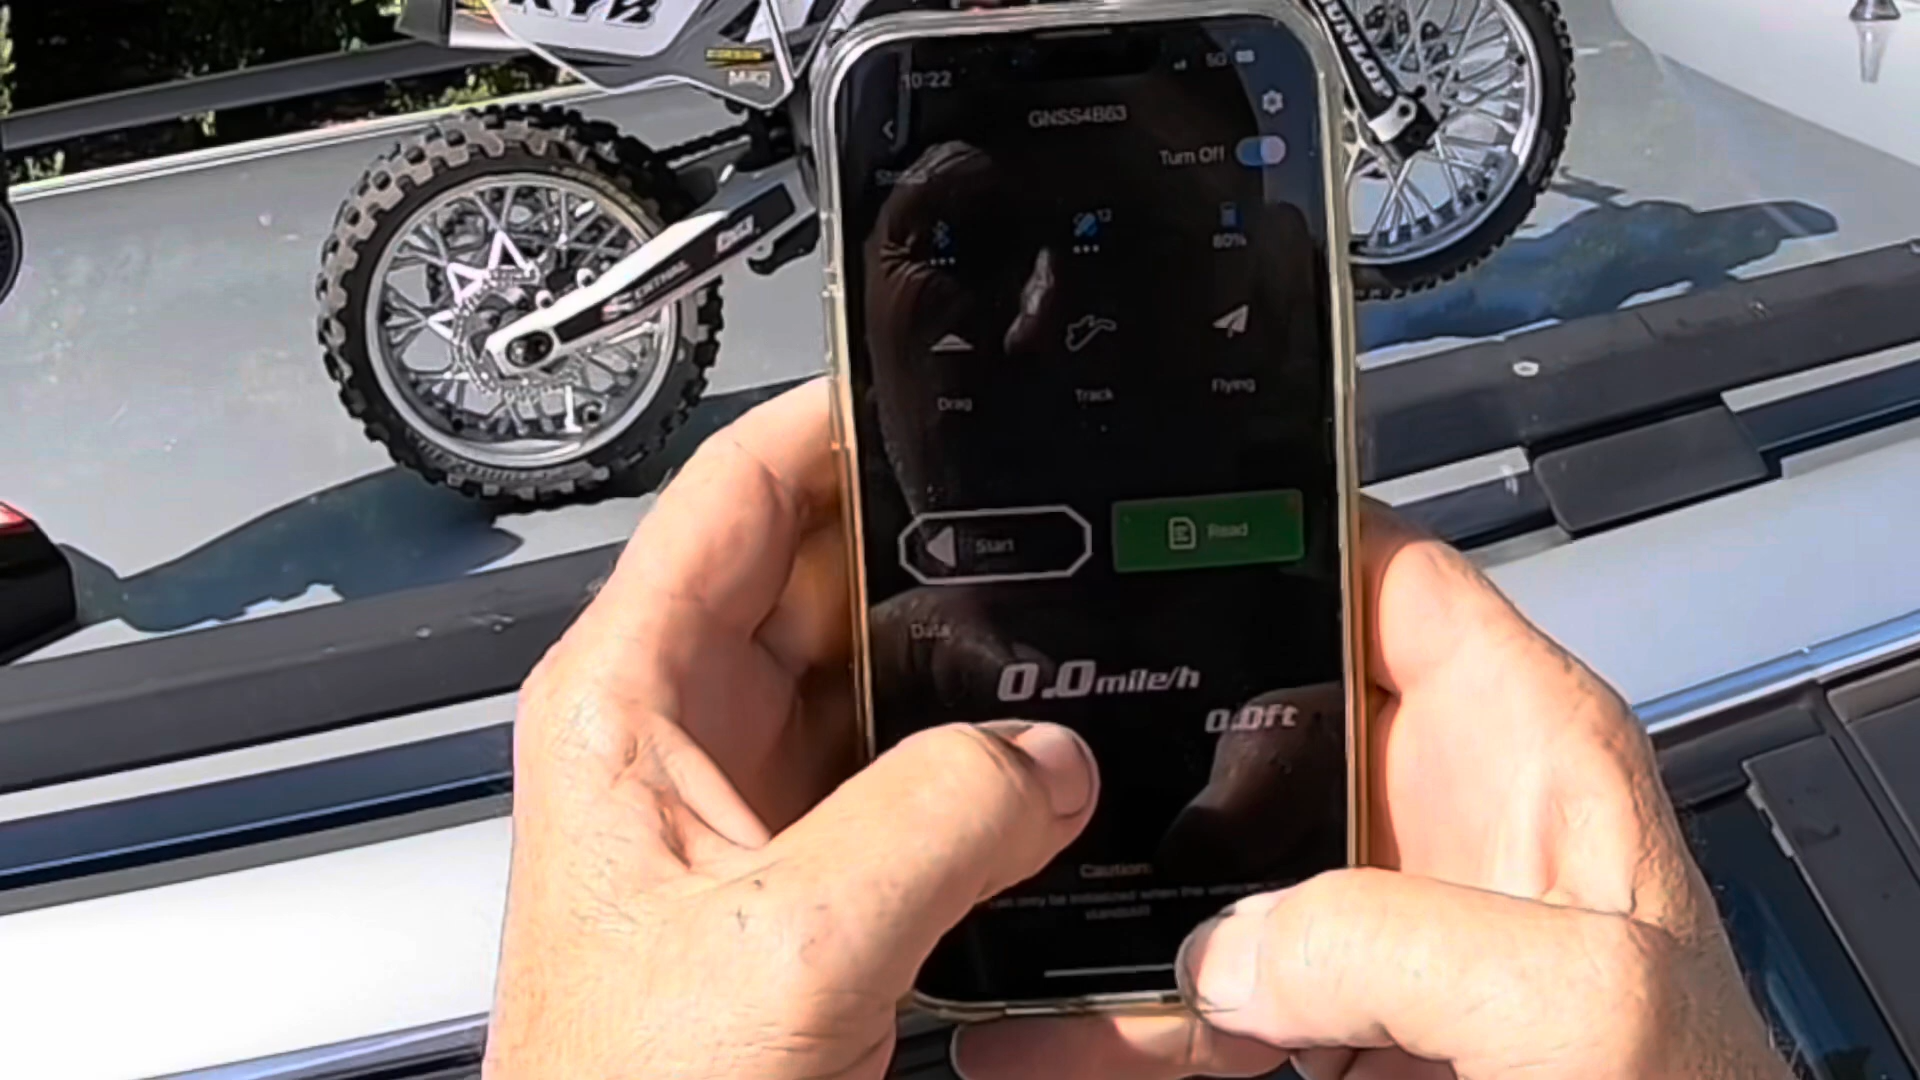 KYB
DUNLOP
10:22
5G
GNSS4B63
Turn Off
12
80%
Drag
Track
Flying
Start
Read
Data
0.0mile/h
0.0ft
Caution: